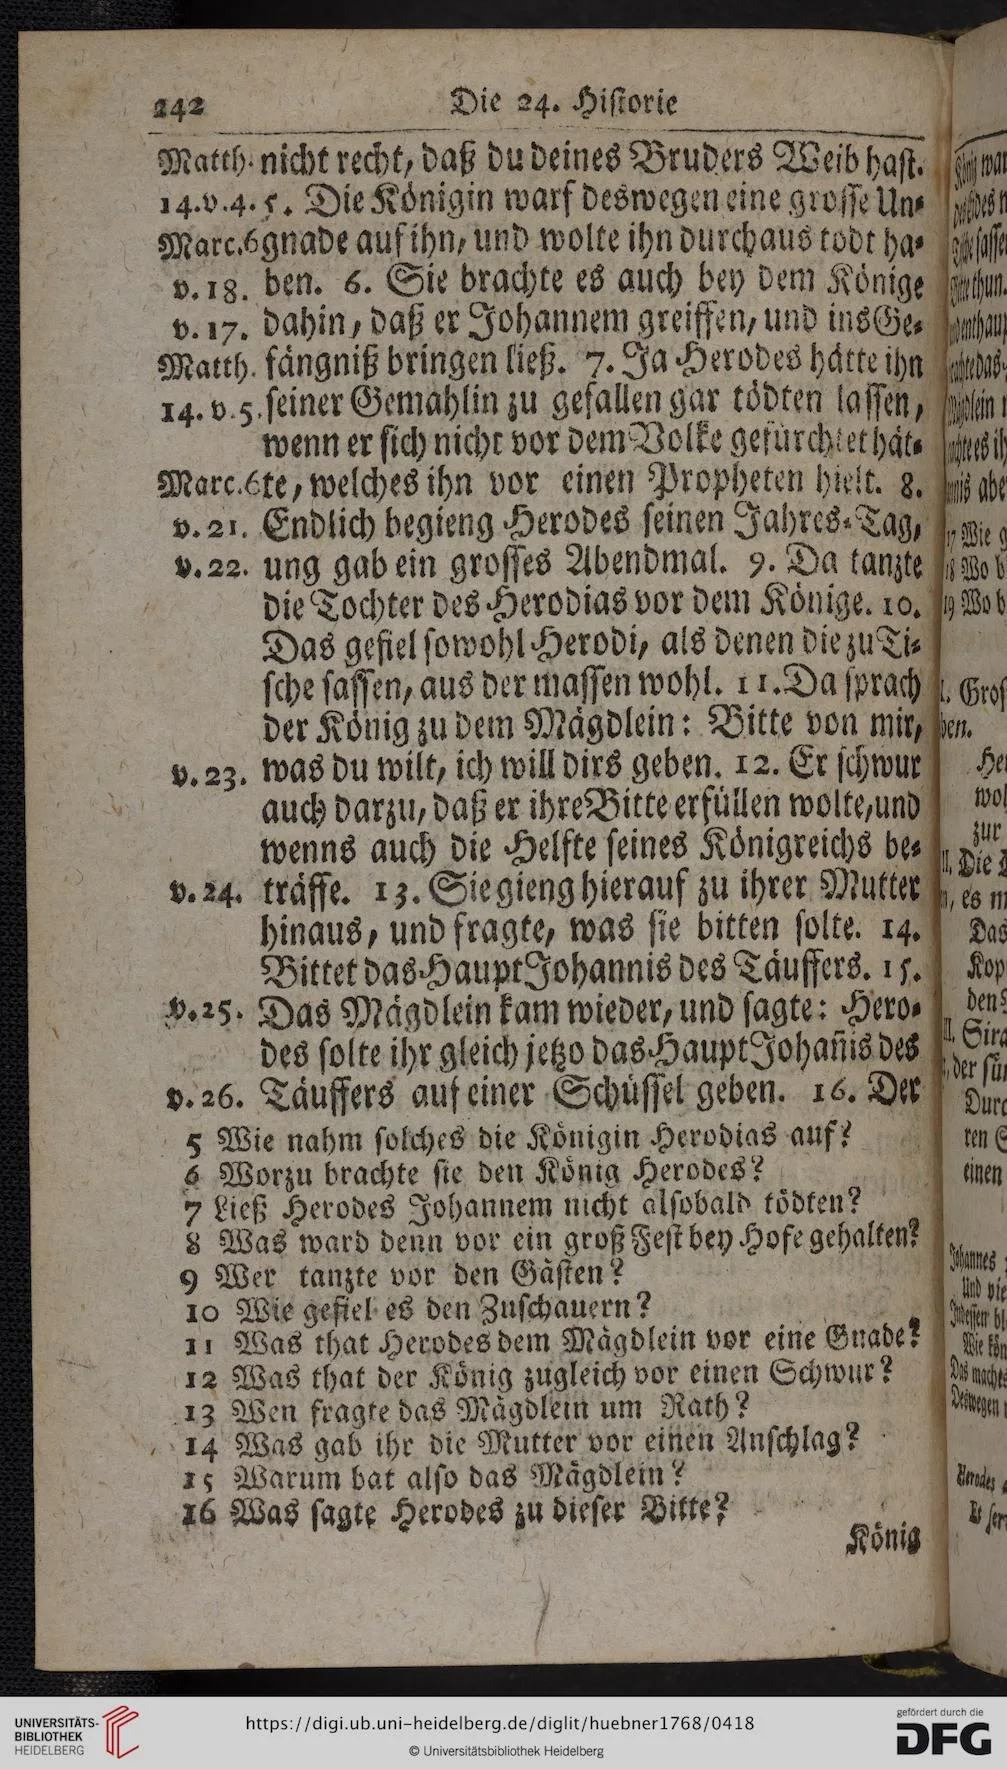 242 Die 24. Historie
Matth. nicht recht, daß du deines Bruders Weib hast.
14.v.4. 5. Die Königin warf deswegen eine grosse Un-
Marc.6 gnade auf ihn, und wolte ihn durchaus todt ha-
v.18. ben. 6. Sie brachte es auch bey dem Könige
v.17. dahin, daß er Johannem greiffen, und ins Ge-
Matth. fängniß bringen ließ. 7. Ja Herodes hätte ihn
14. v.5. seiner Gemahlin zu gefallen gar tödten lassen,
wenn er sich nicht vor dem Volke gefürchtet hät-
Marc.6 te, welches ihn vor einen Propheten hielt. 8.
v.21. Endlich begieng Herodes seinen Jahres-Tag,
v.22. ung gab ein grosses Abendmal. 9. Da tanzte
die Tochter des Herodias vor dem Könige. 10.
Das gefiel sowohl Herodi, als denen die zu Ti-
sche sassen, aus der massen wohl. 11. Da sprach
der König zu dem Mägdlein: Bitte von mir,
v.23. was du wilt, ich will dirs geben. 12. Er schwur
auch darzu, daß er ihre Bitte erfüllen wolte, und
wenns auch die Helfte seines Königreichs be-
v.24. träffe. 13. Sie gieng hierauf zu ihrer Mutter
hinaus, und fragte, was sie bitten solte. 14.
Bittet das Haupt Johannis des Täuffers. 15.
v.25. Das Mägdlein kam wieder, und sagte: Hero-
des solte ihr gleich jetzo das Haupt Johan̄is des
v.26. Täuffers auf einer Schüssel geben. 16. Der
5 Wie nahm solches die Königin Herodias auf?
6 Worzu brachte sie den König Herodes?
7 Ließ Herodes Johannem nicht alsobald tödten?
8 Was ward denn vor ein groß Fest bey Hofe gehalten?
9 Wer tanzte vor den Gästen?
10 Wie gefiel es den Zuschauern?
11 Was that Herodes dem Mägdlein vor eine Gnade?
12 Was that der König zugleich vor einen Schwur?
13 Wen fragte das Mägdlein um Rath?
14 Was gab ihr die Mutter vor einen Anschlag?
15 Warum bat also das Mägdlein?
16 Was sagte Herodes zu dieser Bitte?
König
UNIVERSITÄTS-
BIBLIOTHEK
HEIDELBERG
https://digi.ub.uni-heidelberg.de/diglit/huebner1768/0418
© Universitätsbibliothek Heidelberg
gefördert durch die
DFG